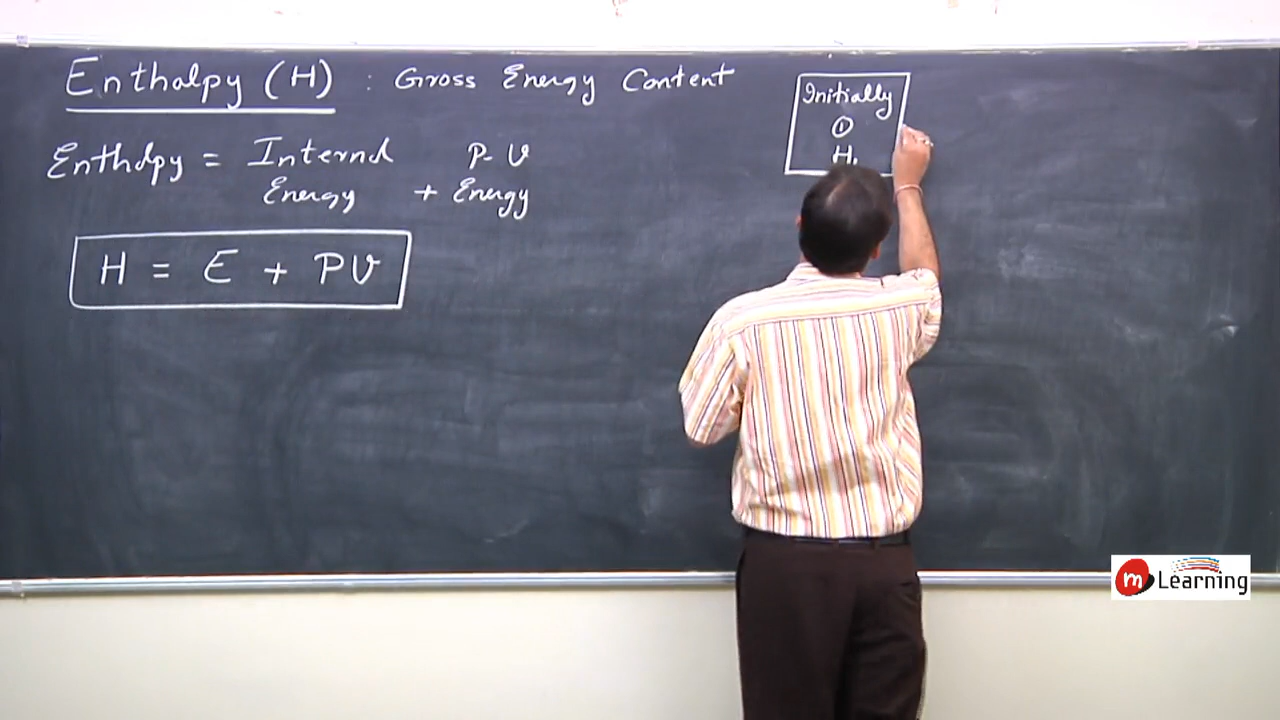 Enthalpy (H) : Gross Energy Content
Enthalpy = Internal P-V
Energy + Energy
H = E + PV
Initially
①
H₁
m Learning